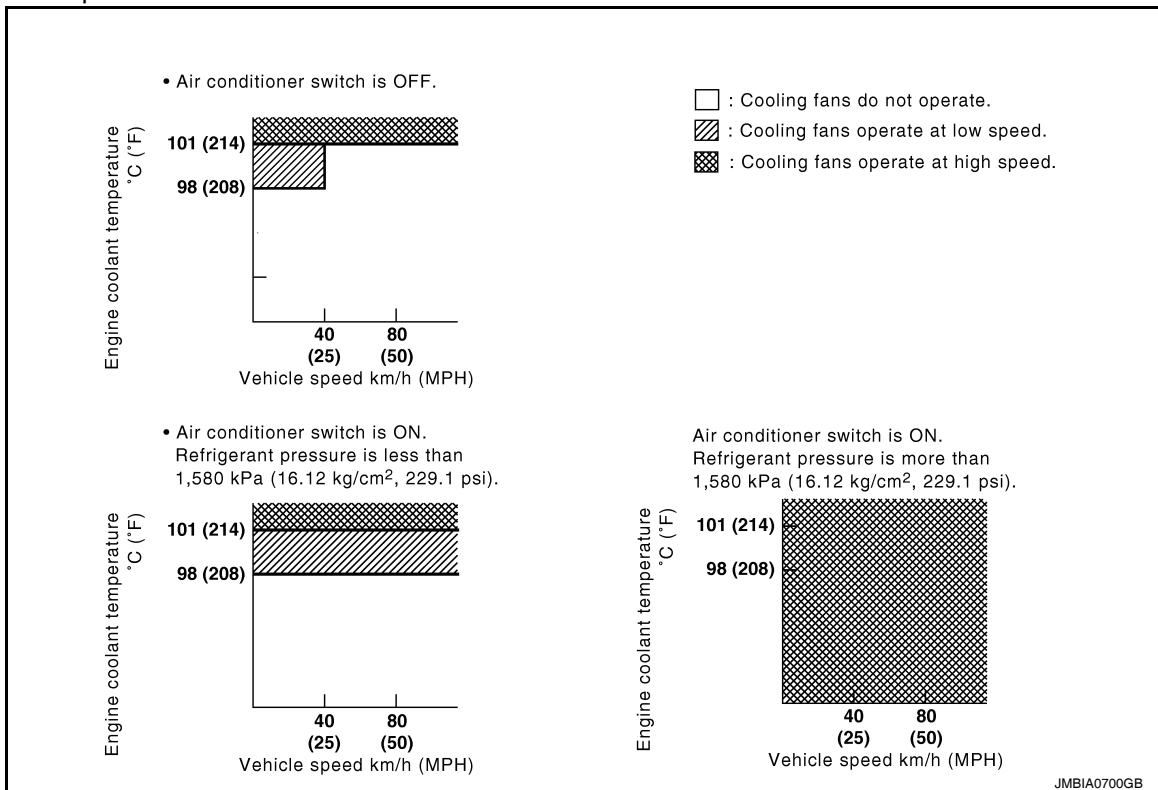 • Air conditioner switch is OFF.
Engine coolant temperature
°C (°F)
101 (214)
98 (208)
40
(25)
80
(50)
Vehicle speed km/h (MPH)
: Cooling fans do not operate.
: Cooling fans operate at low speed.
: Cooling fans operate at high speed.
• Air conditioner switch is ON.
Refrigerant pressure is less than
1,580 kPa (16.12 kg/cm², 229.1 psi).
Engine coolant temperature
°C (°F)
101 (214)
98 (208)
40
(25)
80
(50)
Vehicle speed km/h (MPH)
Air conditioner switch is ON.
Refrigerant pressure is more than
1,580 kPa (16.12 kg/cm², 229.1 psi).
Engine coolant temperature
°C (°F)
101 (214)
98 (208)
40
(25)
80
(50)
Vehicle speed km/h (MPH)
JMBIA0700GB